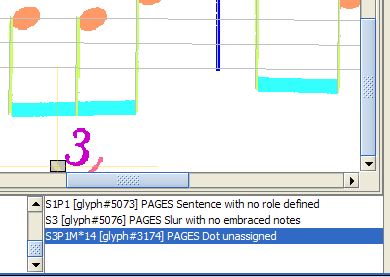 3
S1P1 [glyph#5073] PAGES Sentence with no role defined
S3 [glyph#5076] PAGES Slur with no embraced notes
S3P1M*14 [glyph#3174] PAGES Dot unassigned